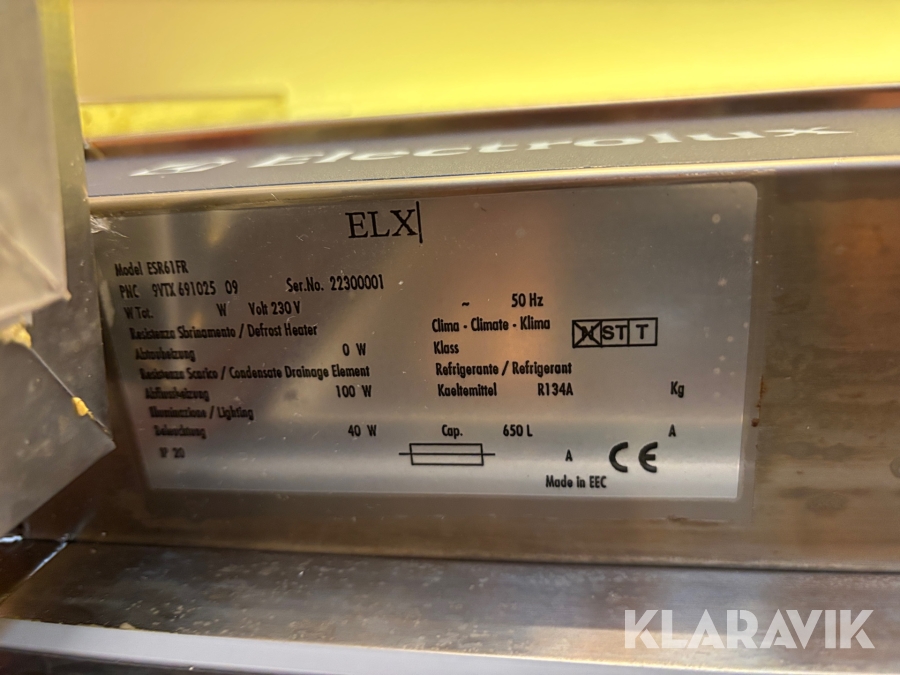 Electrolux
ELX
Model ESR61FR
PNC 9VTX 691025 09 Ser.No. 22300001
W Tot. W Volt 230 V ~ 50 Hz
Resistenza Sbrinamento / Defrost Heater
Abtauheizung 0 W
Clima - Climate - Klima
Klass N ST T
Resistenza Scarico / Condensate Drainage Element
Abflussheizung 100 W
Refrigerante / Refrigerant
Kaeltemittel R134A Kg
Illuminazione / Lighting
Beleuchtung 40 W Cap. 650 L
A A CE
IP 20
Made in EEC
KLARAVIK